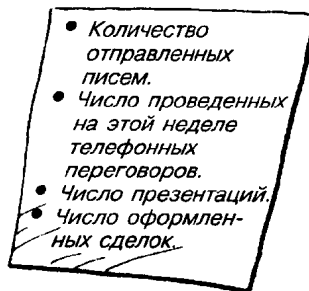 • Количество
отправленных
писем.
• Число проведенных
на этой неделе
телефонных
переговоров.
• Число презентаций.
• Число оформлен-
ных сделок.